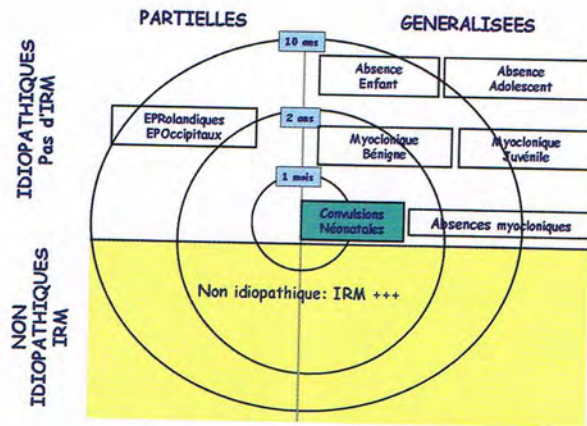 PARTIELLES
GENERALISEES
IDIOPATHIQUES
Pas d'IRM
10 ans
Absence
Enfant
Absence
Adolescent
EPRolandiques
EPOccipitaux
2 ans
Myoclonique
Bénigne
Myoclonique
Juvénile
1 mois
Convulsions
Néonatales
Absences myocloniques
NON
IDIOPATHIQUES
IRM
Non idiopathique: IRM +++